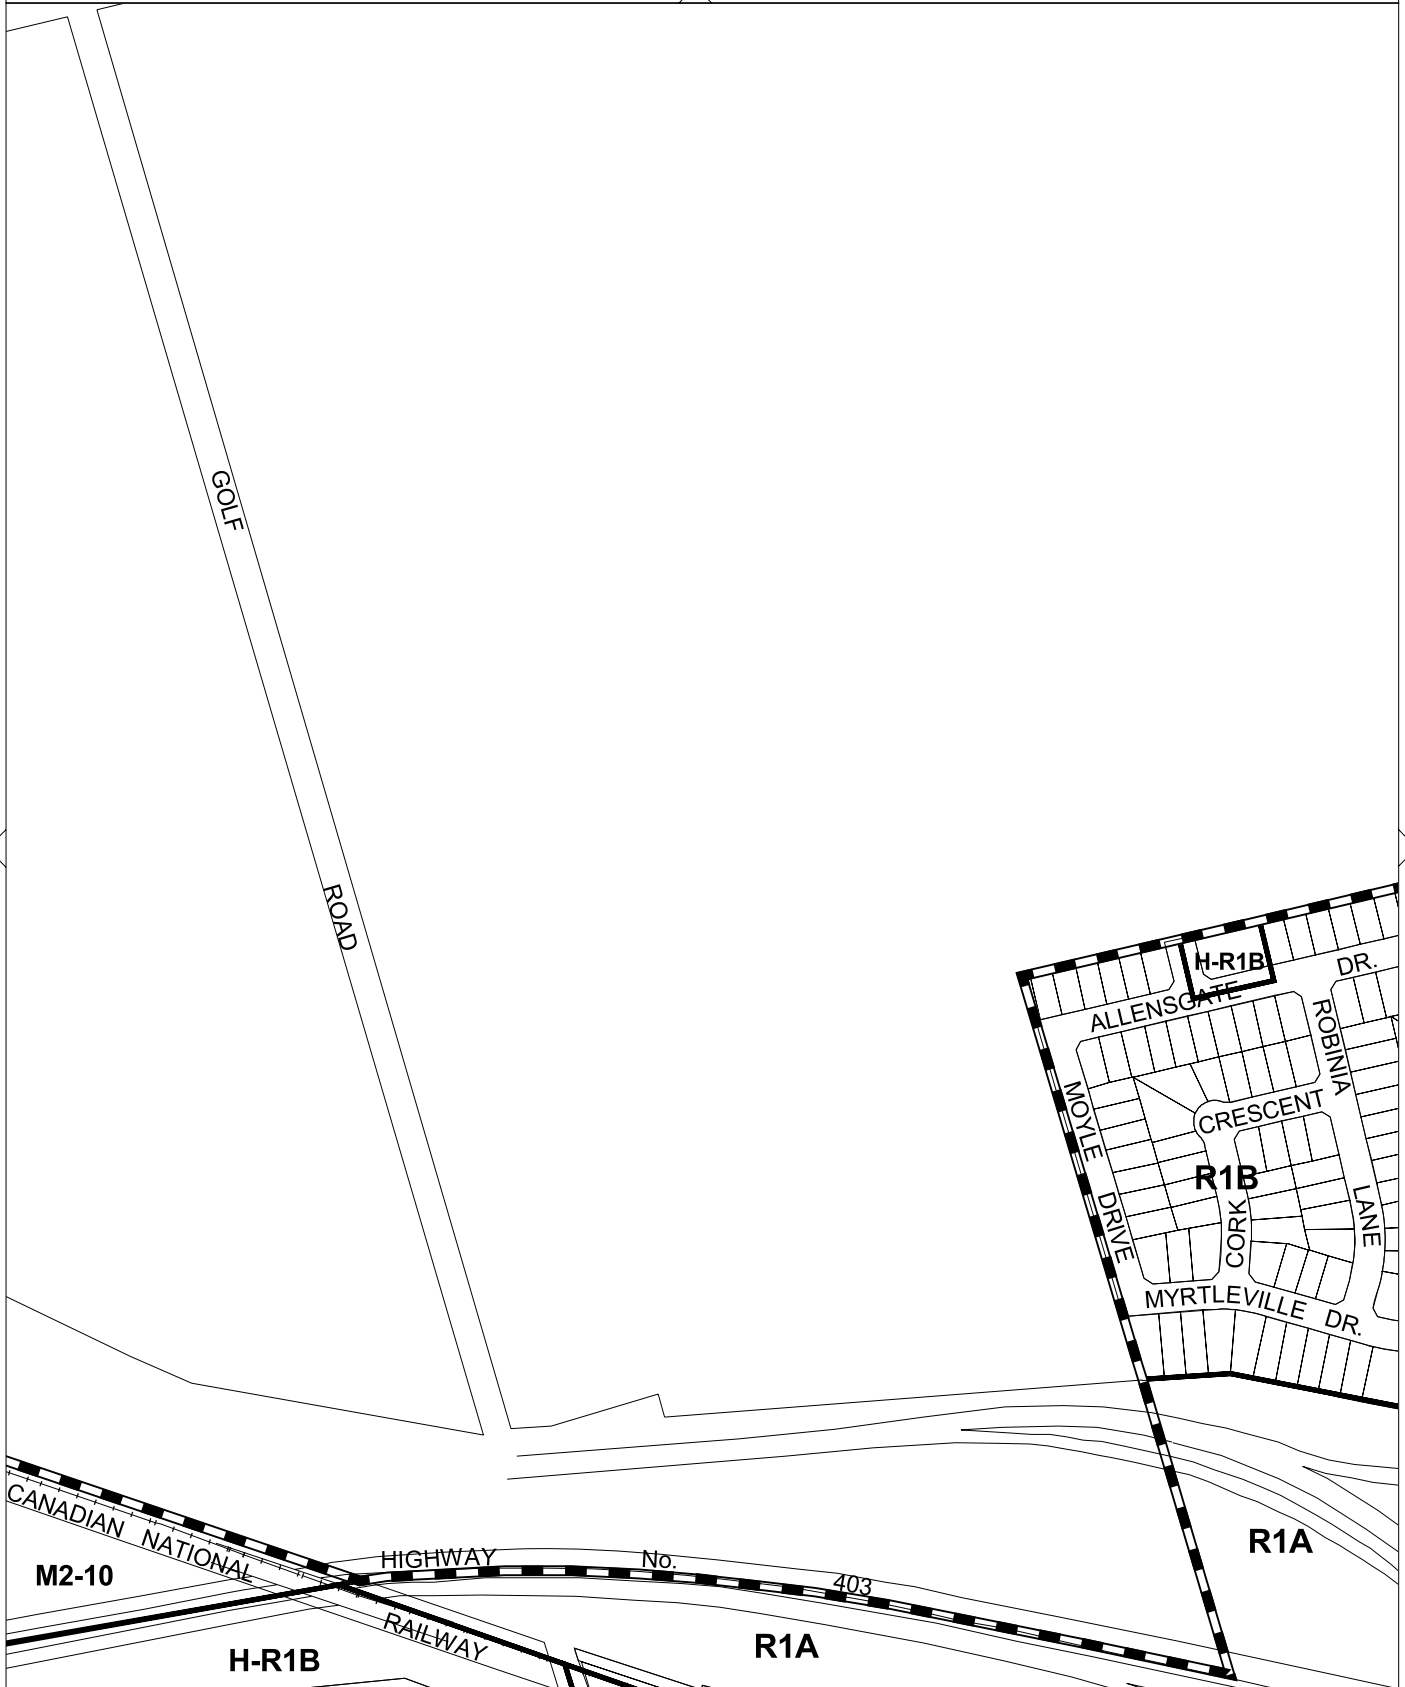 GOLF
ROAD
H-R1B
DR.
ALLENSGATE
ROBINIA
MOYLE
CRESCENT
R1B
DRIVE
CORK
LANE
MYRTLEVILLE DR.
CANADIAN NATIONAL
R1A
HIGHWAY No. 403
M2-10
RAILWAY
R1A
H-R1B